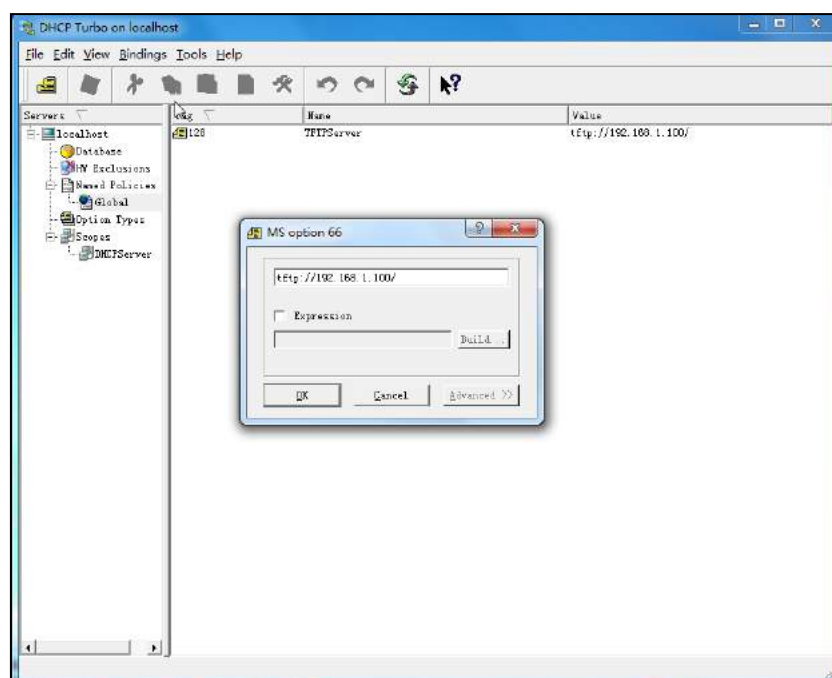 DHCP Turbo on localhost
File Edit View Bindings Tools Help
Servers
Name
Value
localhost
128
TFTPServer
tftp://192.168.1.100/
Database
HW Exclusions
Named Policies
Global
Option Types
Scopes
DHCPServer
MS option 66
tftp://192.168.1.100/
Expression
Build...
OK
Cancel
Advanced >>